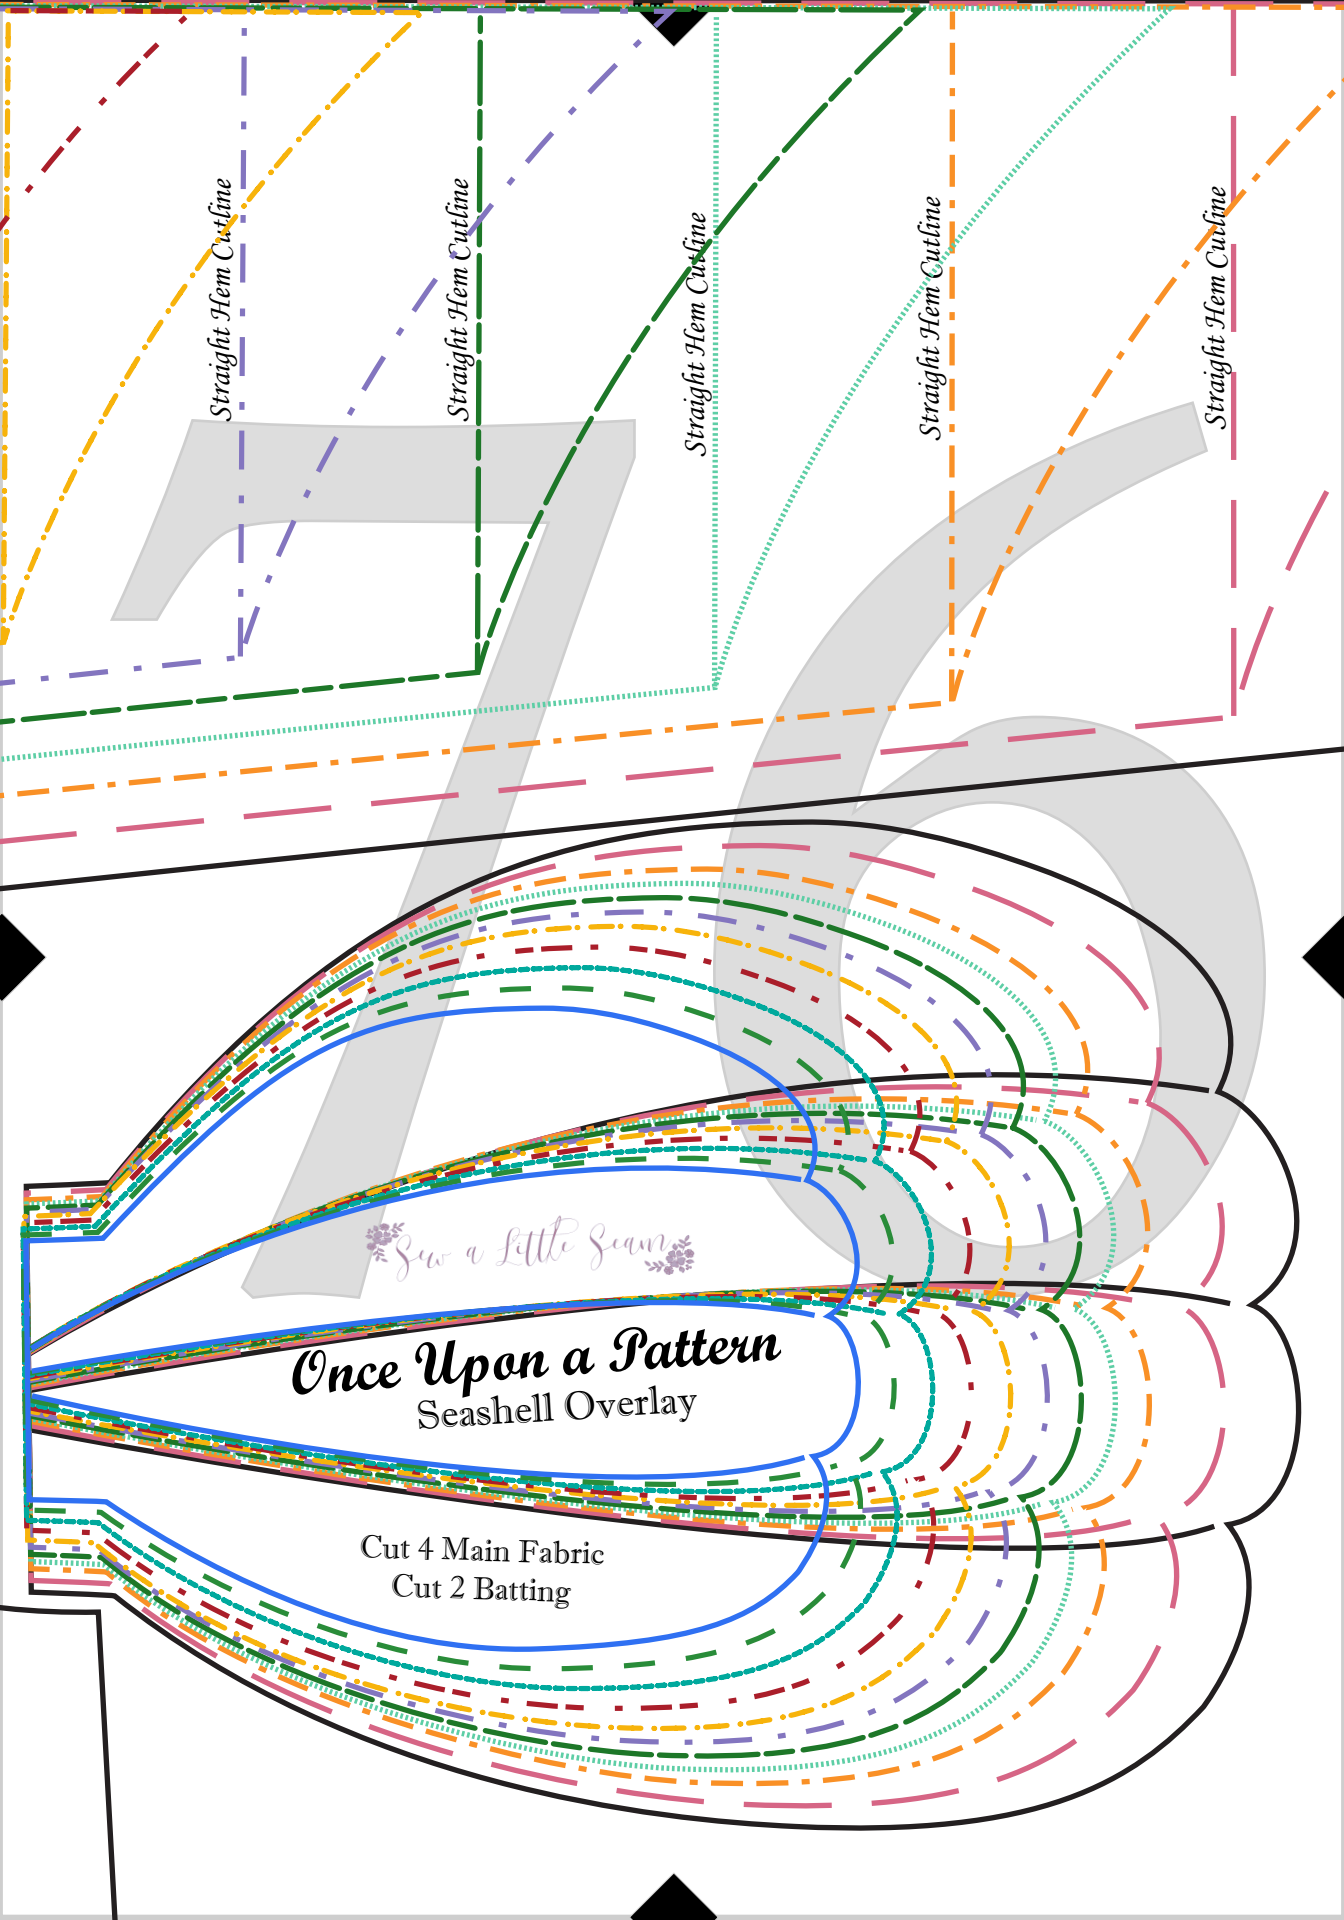 Straight Hem Cutline
Straight Hem Cutline
Straight Hem Cutline
Straight Hem Cutline
Straight Hem Cutline
16
Sew a Little Seam
Once Upon a Pattern
Seashell Overlay
Cut 4 Main Fabric
Cut 2 Batting